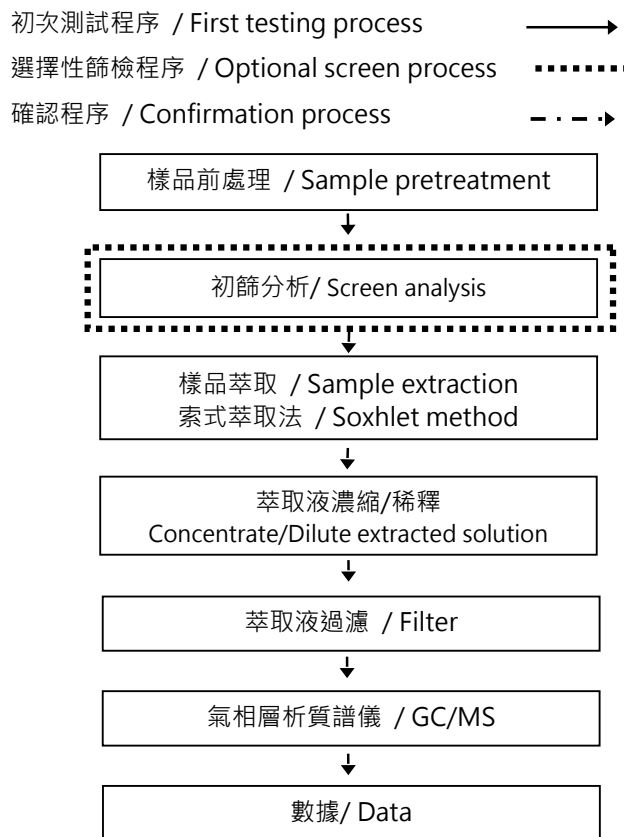 初次測試程序 / First testing process
選擇性篩檢程序 / Optional screen process
確認程序 / Confirmation process
樣品前處理 / Sample pretreatment
初篩分析/ Screen analysis
樣品萃取 / Sample extraction
索式萃取法 / Soxhlet method
萃取液濃縮/稀釋
Concentrate/Dilute extracted solution
萃取液過濾 / Filter
氣相層析質譜儀 / GC/MS
數據/ Data